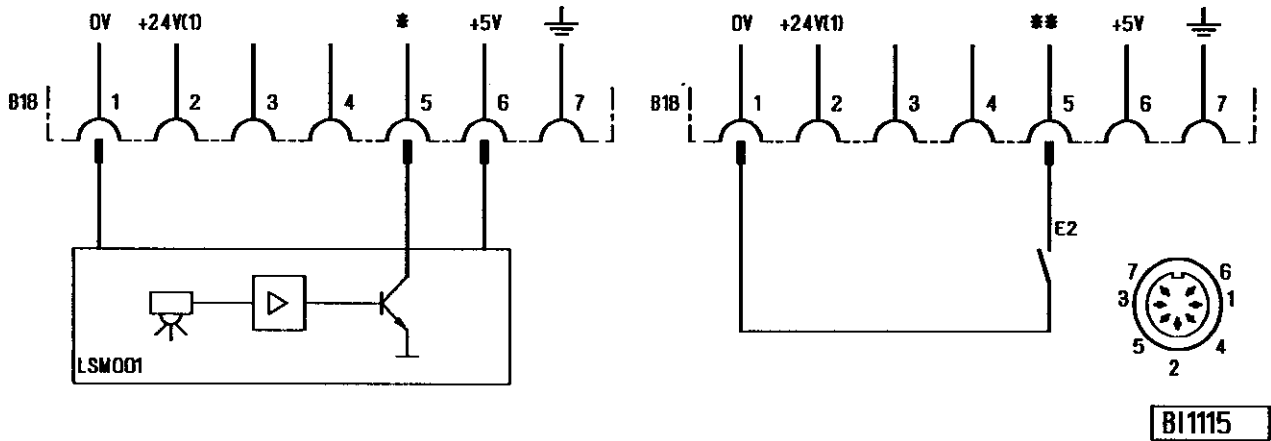 0V +24V(1) * +5V
B18 1 2 3 4 5 6 7
LSM001
0V +24V(1) ** +5V
B18 1 2 3 4 5 6 7
E2
7 6
3 1
5 4
2
BI1115